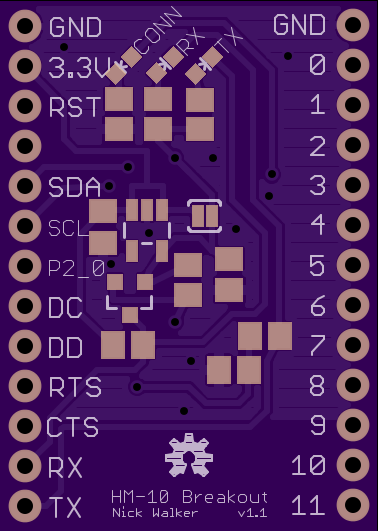 GND
3.3V
RST
SDA
SCL
P2_0
DC
DD
RTS
CTS
RX
TX
CONN
RX
TX
GND
0
1
2
3
4
5
6
7
8
9
10
11
HM-10 Breakout
Nick Walker v1.1